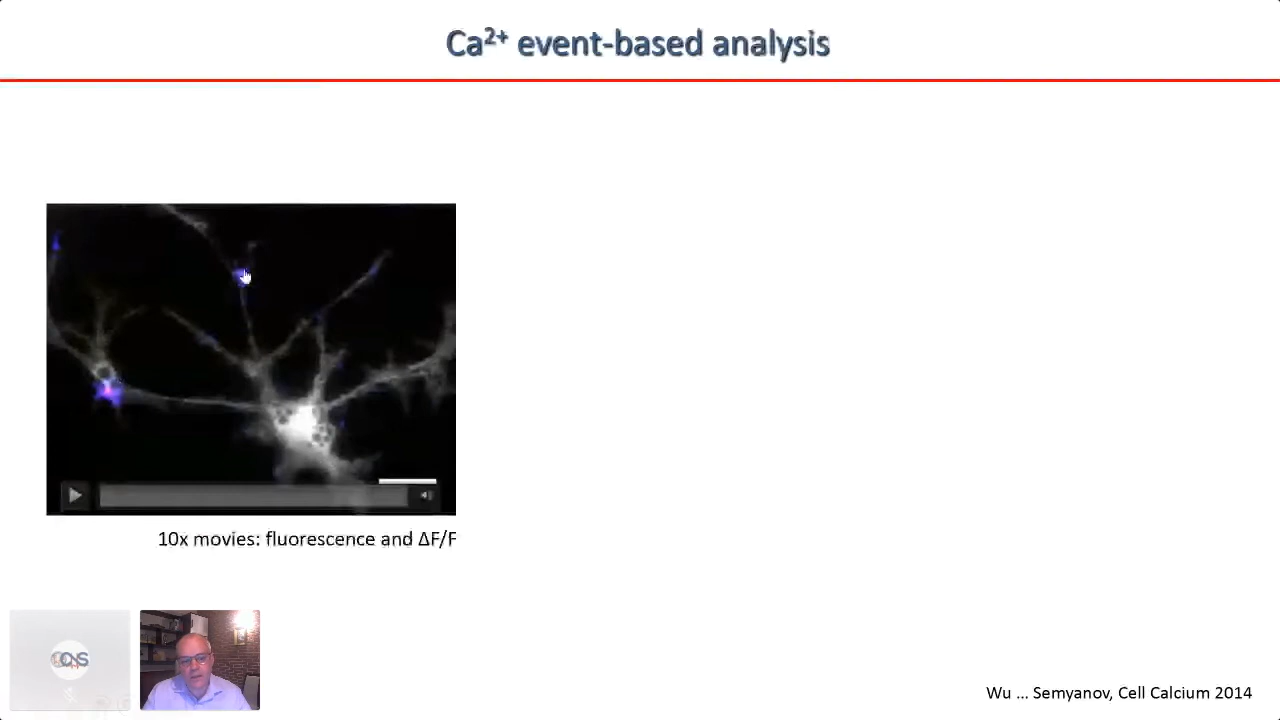 Ca²⁺ event-based analysis
10x movies: fluorescence and ΔF/F
Wu ... Semyanov, Cell Calcium 2014